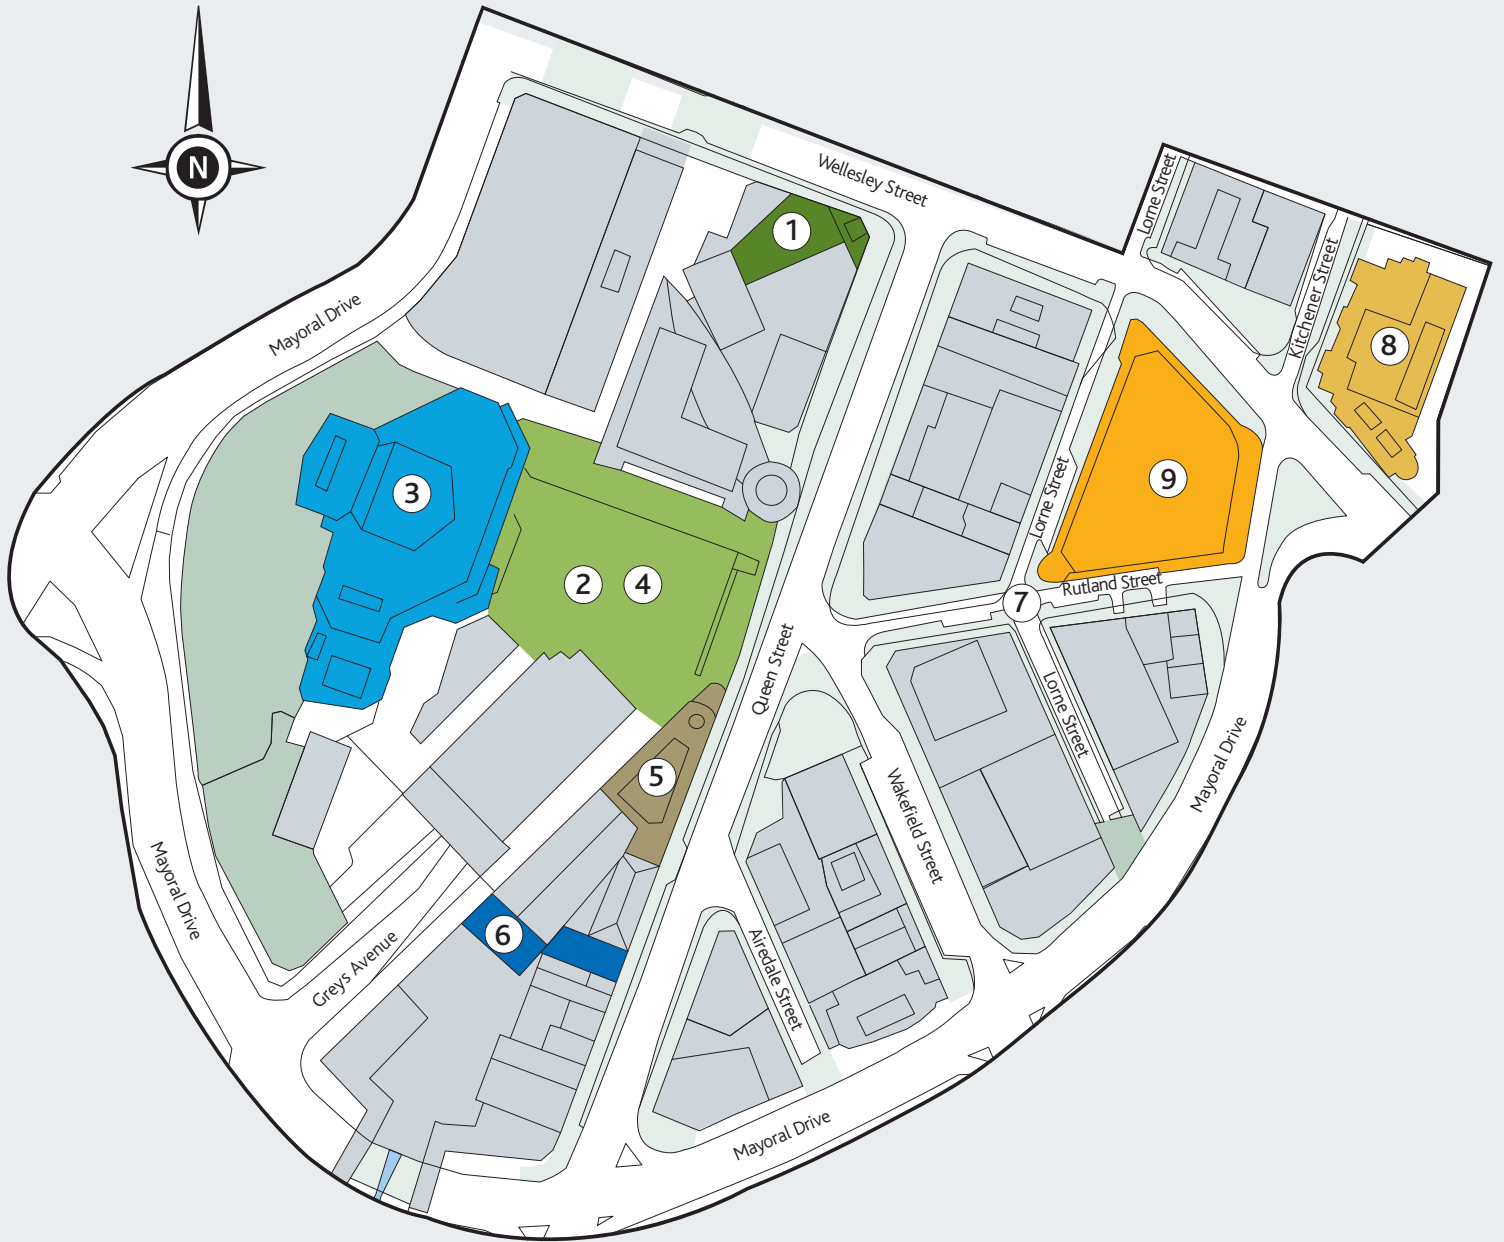 N
Wellesley Street
Lorne Street
Kitchener Street
1
Mayoral Drive
8
3
9
Lorne Street
2
4
Rutland Street
7
Queen Street
Lorne Street
5
Mayoral Drive
Wakefield Street
Mayoral Drive
6
Greys Avenue
Airedale Street
Mayoral Drive